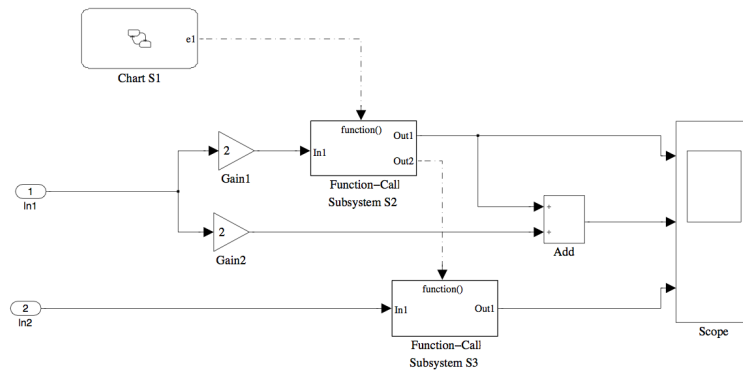 e1
Chart S1
function()
In1
Out1
Out2
Function–Call
Subsystem S2
2
Gain1
1
In1
2
Gain2
+
+
Add
function()
In1
Out1
Function–Call
Subsystem S3
2
In2
Scope